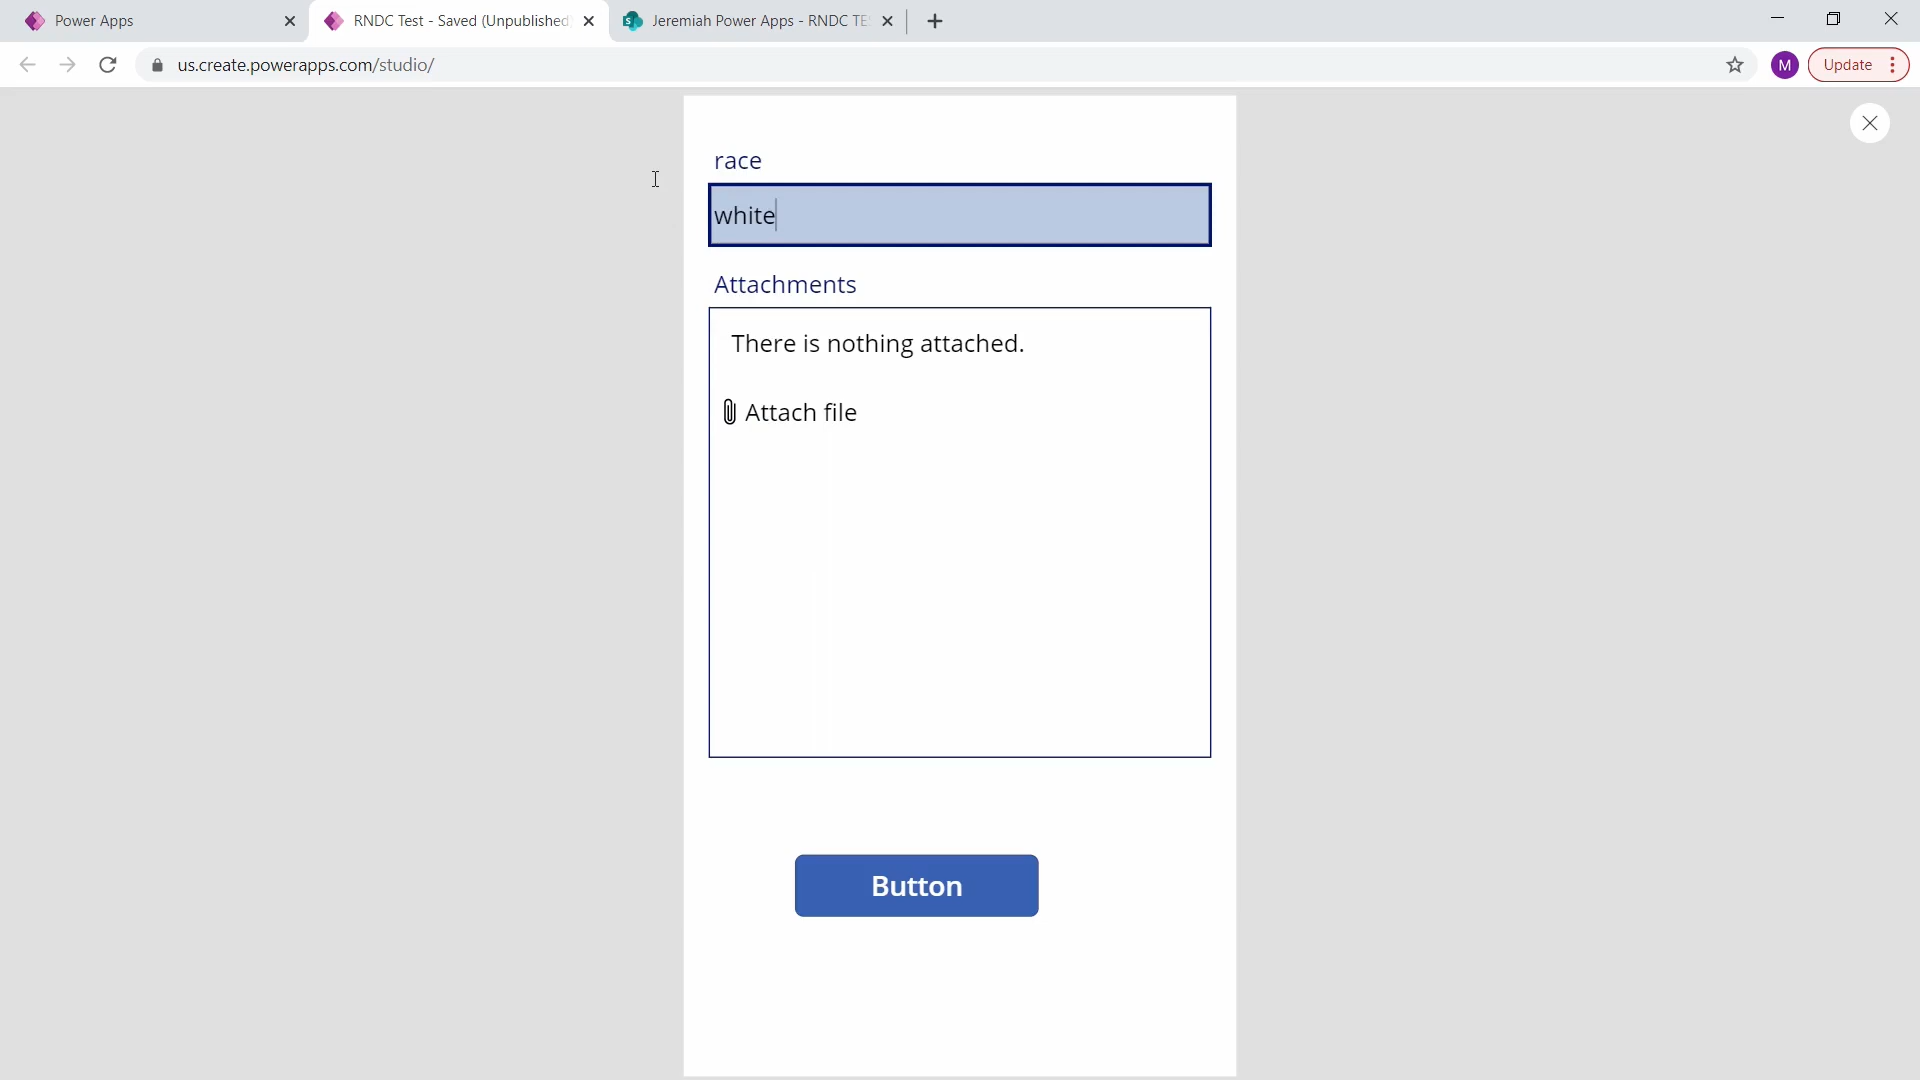 Power Apps
RNDC Test - Saved (Unpublished
Jeremiah Power Apps - RNDC TE
us.create.powerapps.com/studio/
M
Update
race
white
Attachments
There is nothing attached.
Attach file
Button